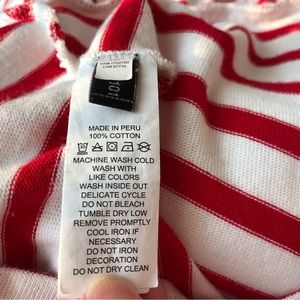 101
MADE IN PERU
100% COTTON
MACHINE WASH COLD
WASH WITH
LIKE COLORS
WASH INSIDE OUT
DELICATE CYCLE
DO NOT BLEACH
TUMBLE DRY LOW
REMOVE PROMPTLY
COOL IRON IF
NECESSARY
DO NOT IRON
DECORATION
DO NOT DRY CLEAN